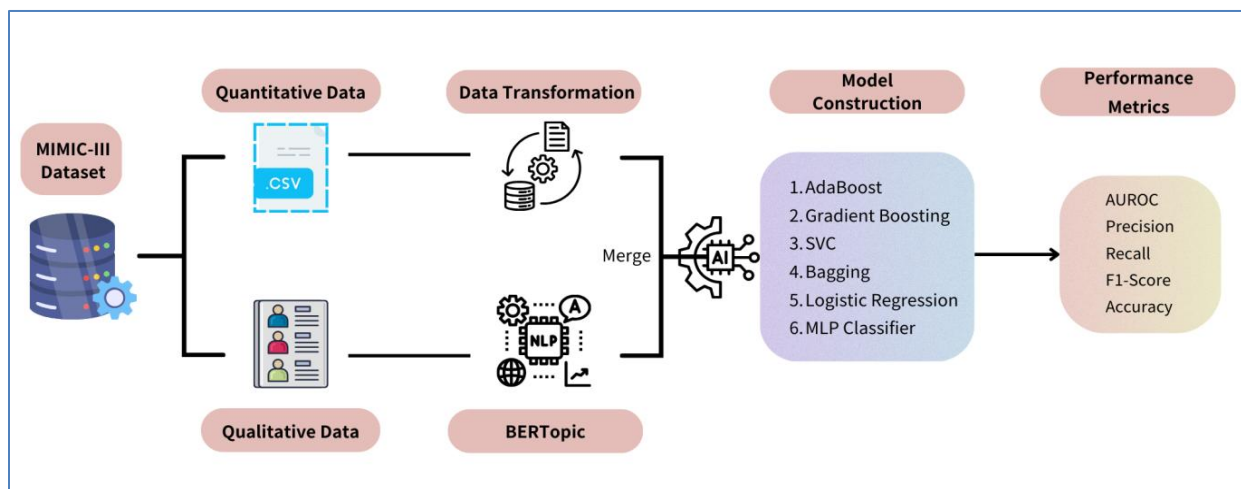 MIMIC-III
Dataset
Quantitative Data
.CSV
Data Transformation
Qualitative Data
NLP
A
BERTopic
Merge
AI
Model
Construction
1. AdaBoost
2. Gradient Boosting
3. SVC
4. Bagging
5. Logistic Regression
6. MLP Classifier
Performance
Metrics
AUROC
Precision
Recall
F1-Score
Accuracy